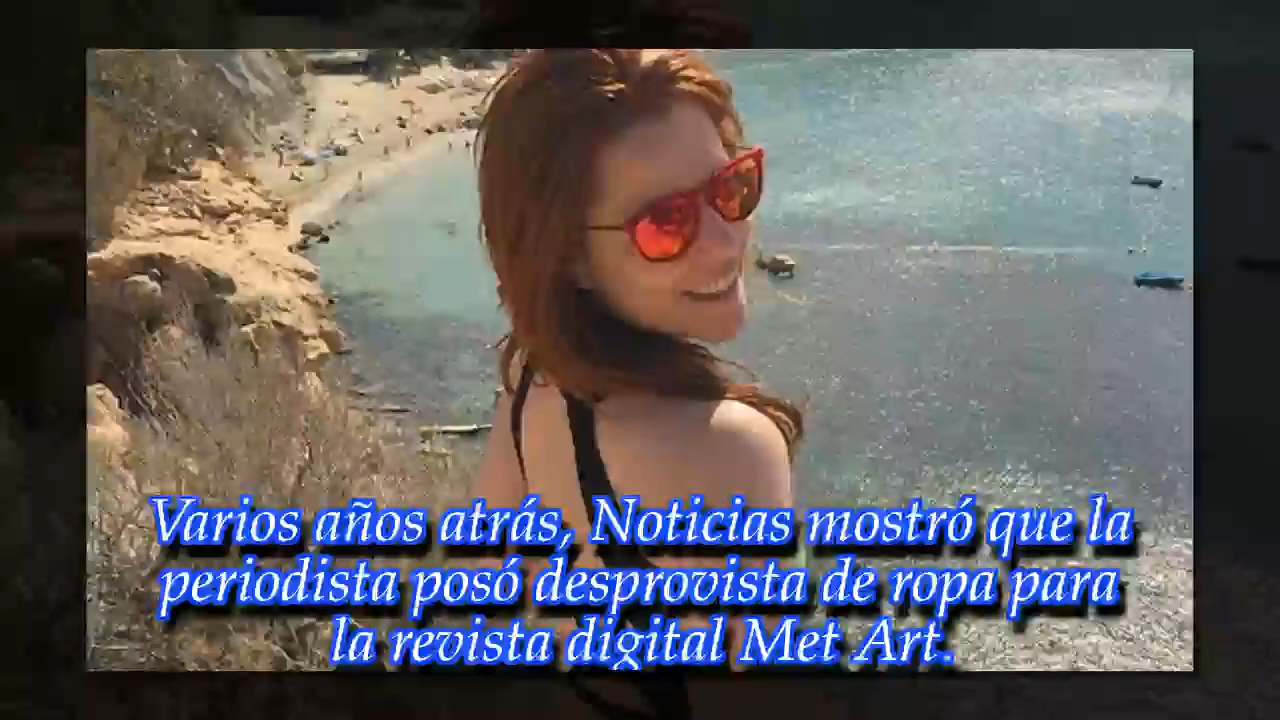 Varios años atrás, Noticias mostró que la
periodista posó desprovista de ropa para
la revista digital Met Art.